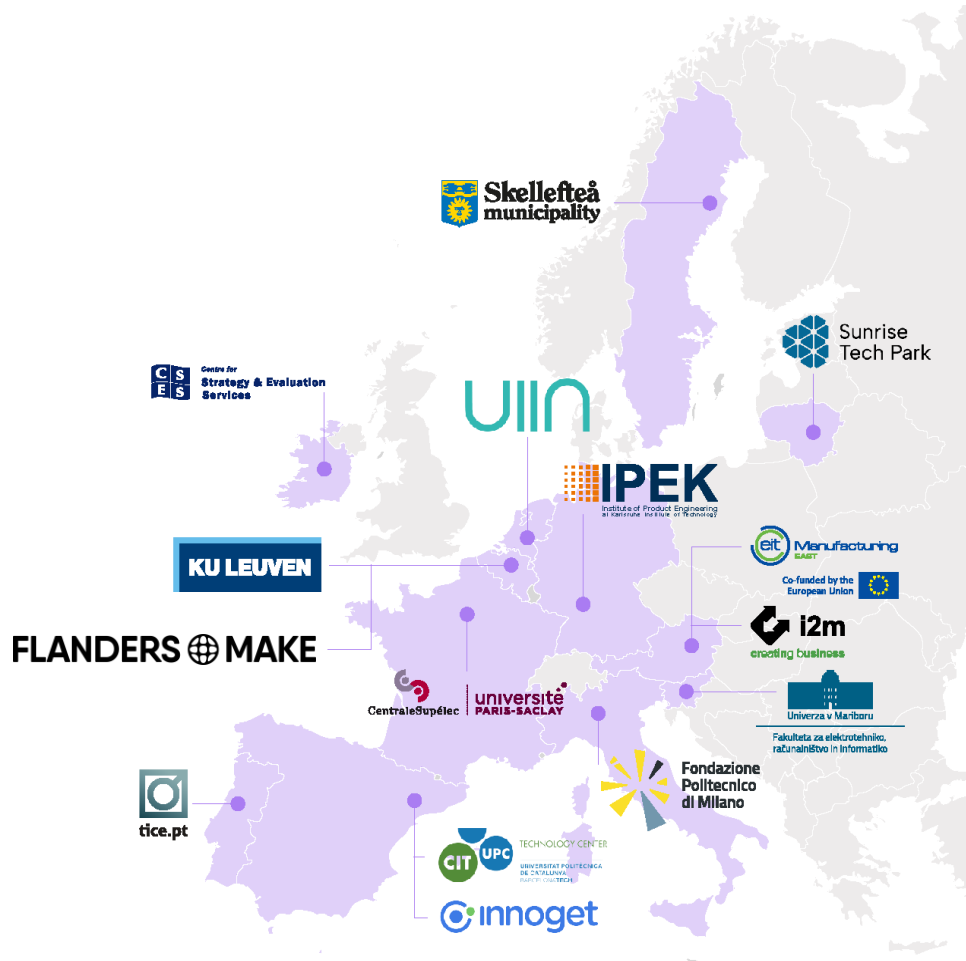 Skellefteå
municipality
Sunrise
Tech Park
CSES
Centre for
Strategy & Evaluation
Services
UIIN
IPEK
Institute of Product Engineering
at Karlsruhe Institute of Technology
KU LEUVEN
eit Manufacturing
EAST
Co-funded by the
European Union
i2m
creating business
FLANDERS MAKE
CentraleSupélec
université
PARIS-SACLAY
Univerza v Mariboru
Fakulteta za elektrotehniko,
računalništvo in informatiko
Fondazione
Politecnico
di Milano
tice.pt
CIT UPC
TECHNOLOGY CENTER
UNIVERSITAT POLITÈCNICA
DE CATALUNYA
BARCELONATECH
innoget